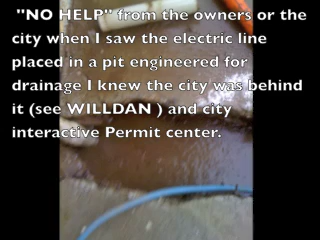 "NO HELP" from the owners or the
city when I saw the electric line
placed in a pit engineered for
drainage I knew the city was behind
it (see WILLDAN ) and city
interactive Permit center.